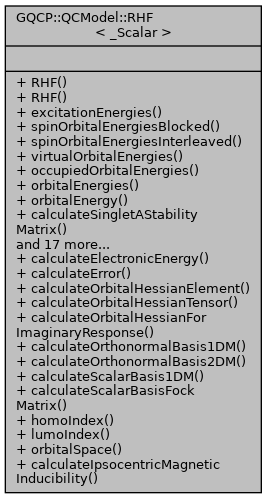 GQCP::QCModel::RHF
< _Scalar >
+ RHF()
+ RHF()
+ excitationEnergies()
+ spinOrbitalEnergiesBlocked()
+ spinOrbitalEnergiesInterleaved()
+ virtualOrbitalEnergies()
+ occupiedOrbitalEnergies()
+ orbitalEnergies()
+ orbitalEnergy()
+ calculateSingletAStability
Matrix()
and 17 more...
+ calculateElectronicEnergy()
+ calculateError()
+ calculateOrbitalHessianElement()
+ calculateOrbitalHessianTensor()
+ calculateOrbitalHessianFor
ImaginaryResponse()
+ calculateOrthonormalBasis1DM()
+ calculateOrthonormalBasis2DM()
+ calculateScalarBasis1DM()
+ calculateScalarBasisFock
Matrix()
+ homoIndex()
+ lumoIndex()
+ orbitalSpace()
+ calculateIpsocentricMagnetic
Inducibility()